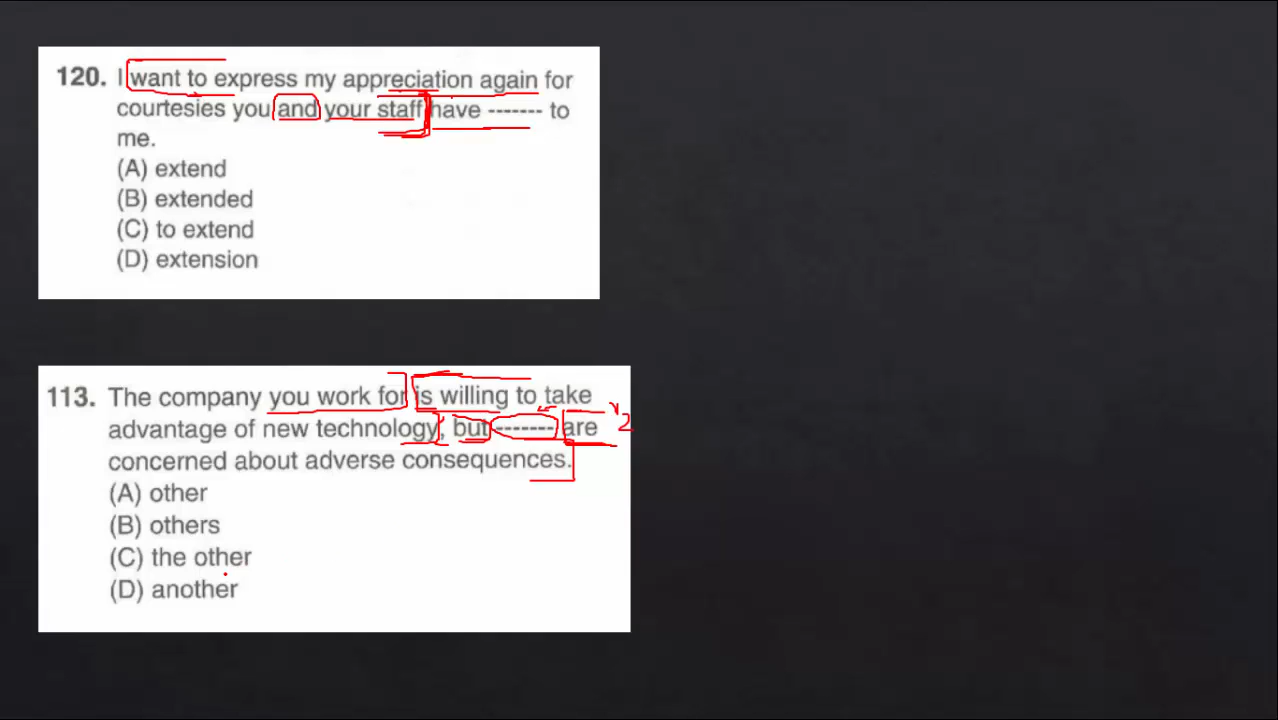 120. I want to express my appreciation again for
courtesies you and your staff have ------- to
me.
(A) extend
(B) extended
(C) to extend
(D) extension
113. The company you work for is willing to take
advantage of new technology, but ------- are
concerned about adverse consequences.
(A) other
(B) others
(C) the other
(D) another